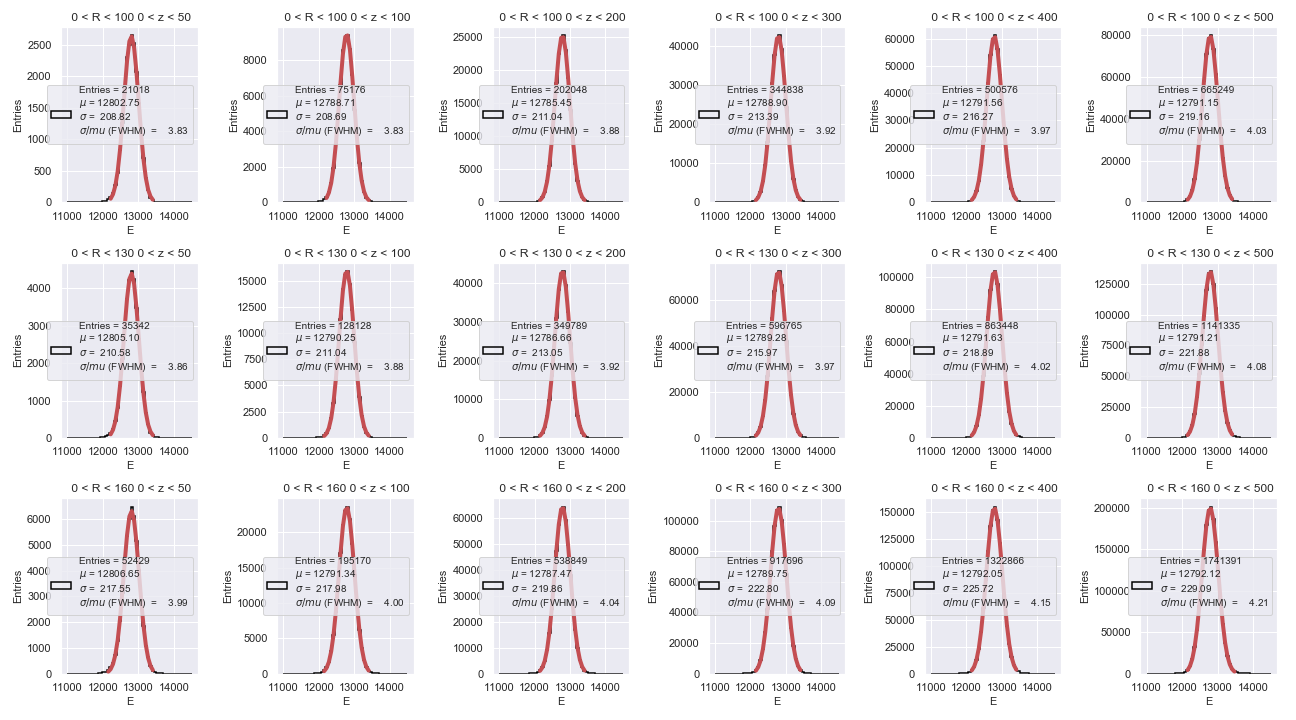 0 < R < 100 0 < z < 50
Entries
2500
2000
1500
1000
500
0
Entries = 21018
μ = 12802.75
σ = 208.82
σ/mu (FWHM) = 3.83
11000 12000 13000 14000
E
0 < R < 100 0 < z < 100
Entries
8000
6000
4000
2000
0
Entries = 75176
μ = 12788.71
σ = 208.69
σ/mu (FWHM) = 3.83
11000 12000 13000 14000
E
0 < R < 100 0 < z < 200
Entries
25000
20000
15000
10000
5000
0
Entries = 202048
μ = 12785.45
σ = 211.04
σ/mu (FWHM) = 3.88
11000 12000 13000 14000
E
0 < R < 100 0 < z < 300
Entries
40000
30000
20000
10000
0
Entries = 344838
μ = 12788.90
σ = 213.39
σ/mu (FWHM) = 3.92
11000 12000 13000 14000
E
0 < R < 100 0 < z < 400
Entries
60000
50000
40000
30000
20000
10000
0
Entries = 500576
μ = 12791.56
σ = 216.27
σ/mu (FWHM) = 3.97
11000 12000 13000 14000
E
0 < R < 100 0 < z < 500
Entries
80000
60000
40000
20000
0
Entries = 665249
μ = 12791.15
σ = 219.16
σ/mu (FWHM) = 4.03
11000 12000 13000 14000
E
0 < R < 130 0 < z < 50
Entries
4000
3000
2000
1000
0
Entries = 35342
μ = 12805.10
σ = 210.58
σ/mu (FWHM) = 3.86
11000 12000 13000 14000
E
0 < R < 130 0 < z < 100
Entries
15000
12500
10000
7500
5000
2500
0
Entries = 128128
μ = 12790.25
σ = 211.04
σ/mu (FWHM) = 3.88
11000 12000 13000 14000
E
0 < R < 130 0 < z < 200
Entries
40000
30000
20000
10000
0
Entries = 349789
μ = 12786.66
σ = 213.05
σ/mu (FWHM) = 3.92
11000 12000 13000 14000
E
0 < R < 130 0 < z < 300
Entries
60000
40000
20000
0
Entries = 596765
μ = 12789.28
σ = 215.97
σ/mu (FWHM) = 3.97
11000 12000 13000 14000
E
0 < R < 130 0 < z < 400
Entries
100000
80000
60000
40000
20000
0
Entries = 863448
μ = 12791.63
σ = 218.89
σ/mu (FWHM) = 4.02
11000 12000 13000 14000
E
0 < R < 130 0 < z < 500
Entries
125000
100000
75000
50000
25000
0
Entries = 1141335
μ = 12791.21
σ = 221.88
σ/mu (FWHM) = 4.08
11000 12000 13000 14000
E
0 < R < 160 0 < z < 50
Entries
6000
5000
4000
3000
2000
1000
0
Entries = 52429
μ = 12806.65
σ = 217.55
σ/mu (FWHM) = 3.99
11000 12000 13000 14000
E
0 < R < 160 0 < z < 100
Entries
20000
15000
10000
5000
0
Entries = 195170
μ = 12791.34
σ = 217.98
σ/mu (FWHM) = 4.00
11000 12000 13000 14000
E
0 < R < 160 0 < z < 200
Entries
60000
50000
40000
30000
20000
10000
0
Entries = 538849
μ = 12787.47
σ = 219.86
σ/mu (FWHM) = 4.04
11000 12000 13000 14000
E
0 < R < 160 0 < z < 300
Entries
100000
80000
60000
40000
20000
0
Entries = 917696
μ = 12789.75
σ = 222.80
σ/mu (FWHM) = 4.09
11000 12000 13000 14000
E
0 < R < 160 0 < z < 400
Entries
150000
125000
100000
75000
50000
25000
0
Entries = 1322866
μ = 12792.05
σ = 225.72
σ/mu (FWHM) = 4.15
11000 12000 13000 14000
E
0 < R < 160 0 < z < 500
Entries
200000
150000
100000
50000
0
Entries = 1741391
μ = 12792.12
σ = 229.09
σ/mu (FWHM) = 4.21
11000 12000 13000 14000
E